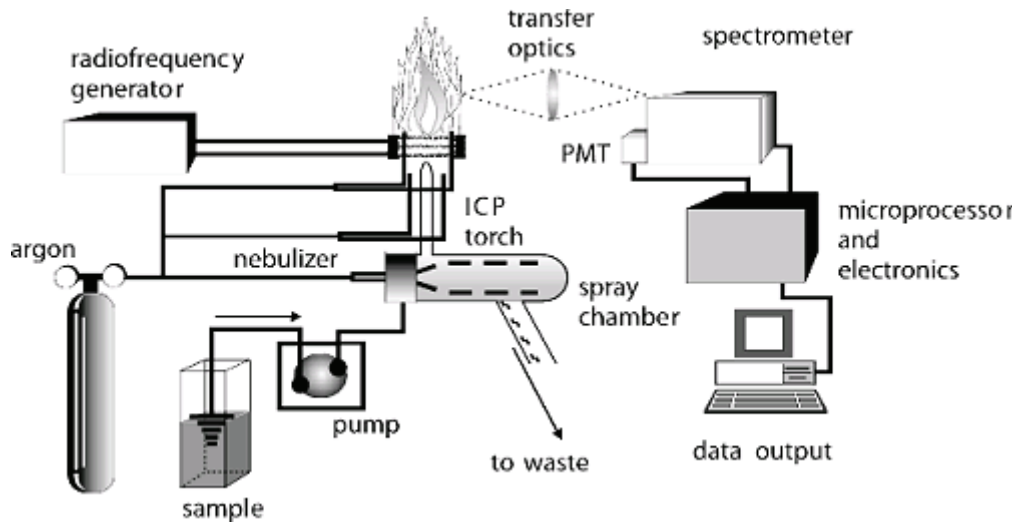 radiofrequency
generator
transfer
optics
spectrometer
PMT
ICP
torch
microprocessor
and
electronics
argon
nebulizer
spray
chamber
pump
sample
to waste
data output